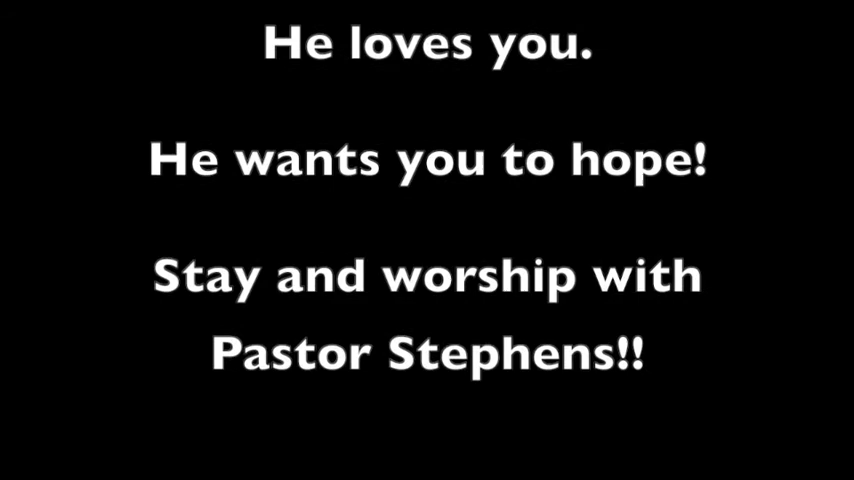 He loves you.
He wants you to hope!
Stay and worship with
Pastor Stephens!!